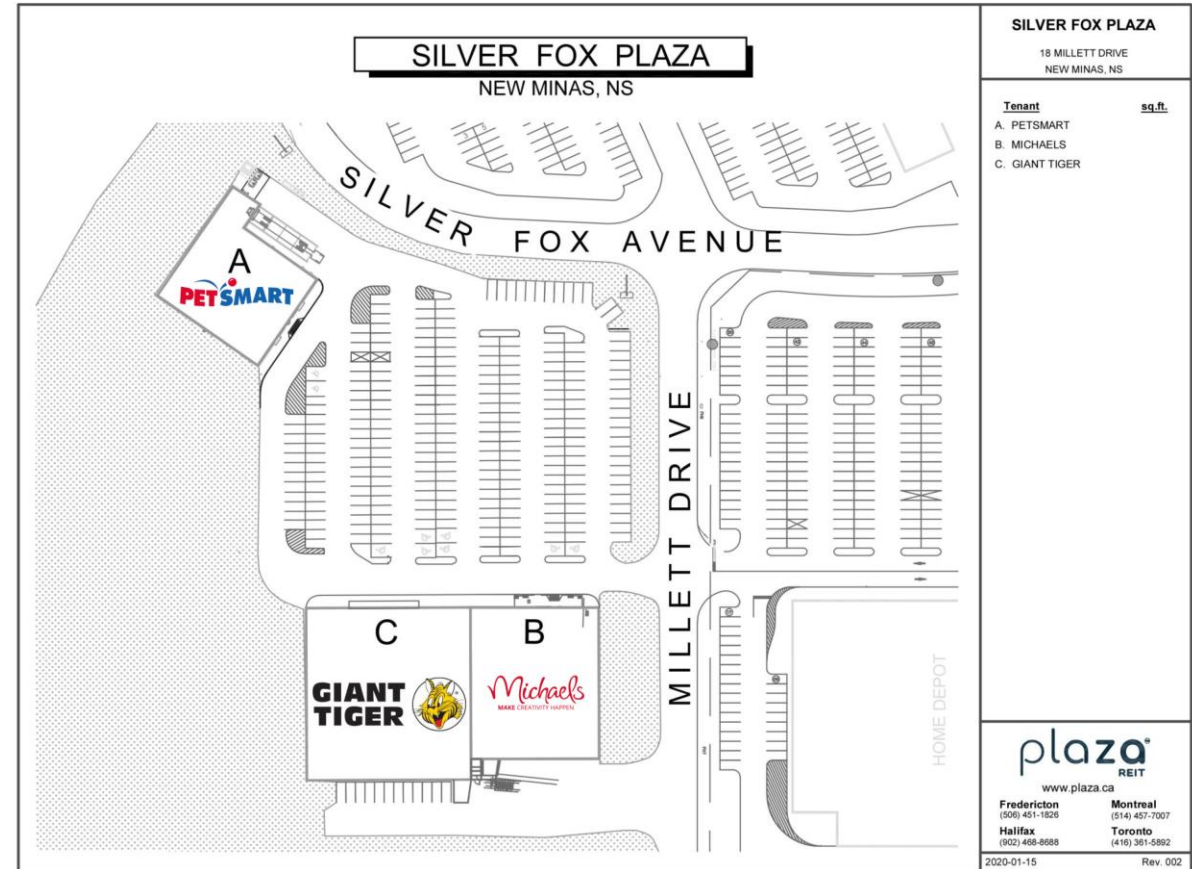 SILVER FOX PLAZA
NEW MINAS, NS
SILVER FOX AVENUE
A
PETSMART
MILLETT DRIVE
C
B
GIANT
TIGER
Michaels
MAKE CREATIVITY HAPPEN
HOME DEPOT
SILVER FOX PLAZA
18 MILLETT DRIVE
NEW MINAS, NS
Tenant sq.ft.
A. PETSMART
B. MICHAELS
C. GIANT TIGER
plaza
REIT
www.plaza.ca
Fredericton Montreal
(506) 451-1826 (514) 457-7007
Halifax Toronto
(902) 468-8688 (416) 361-5892
2020-01-15 Rev. 002